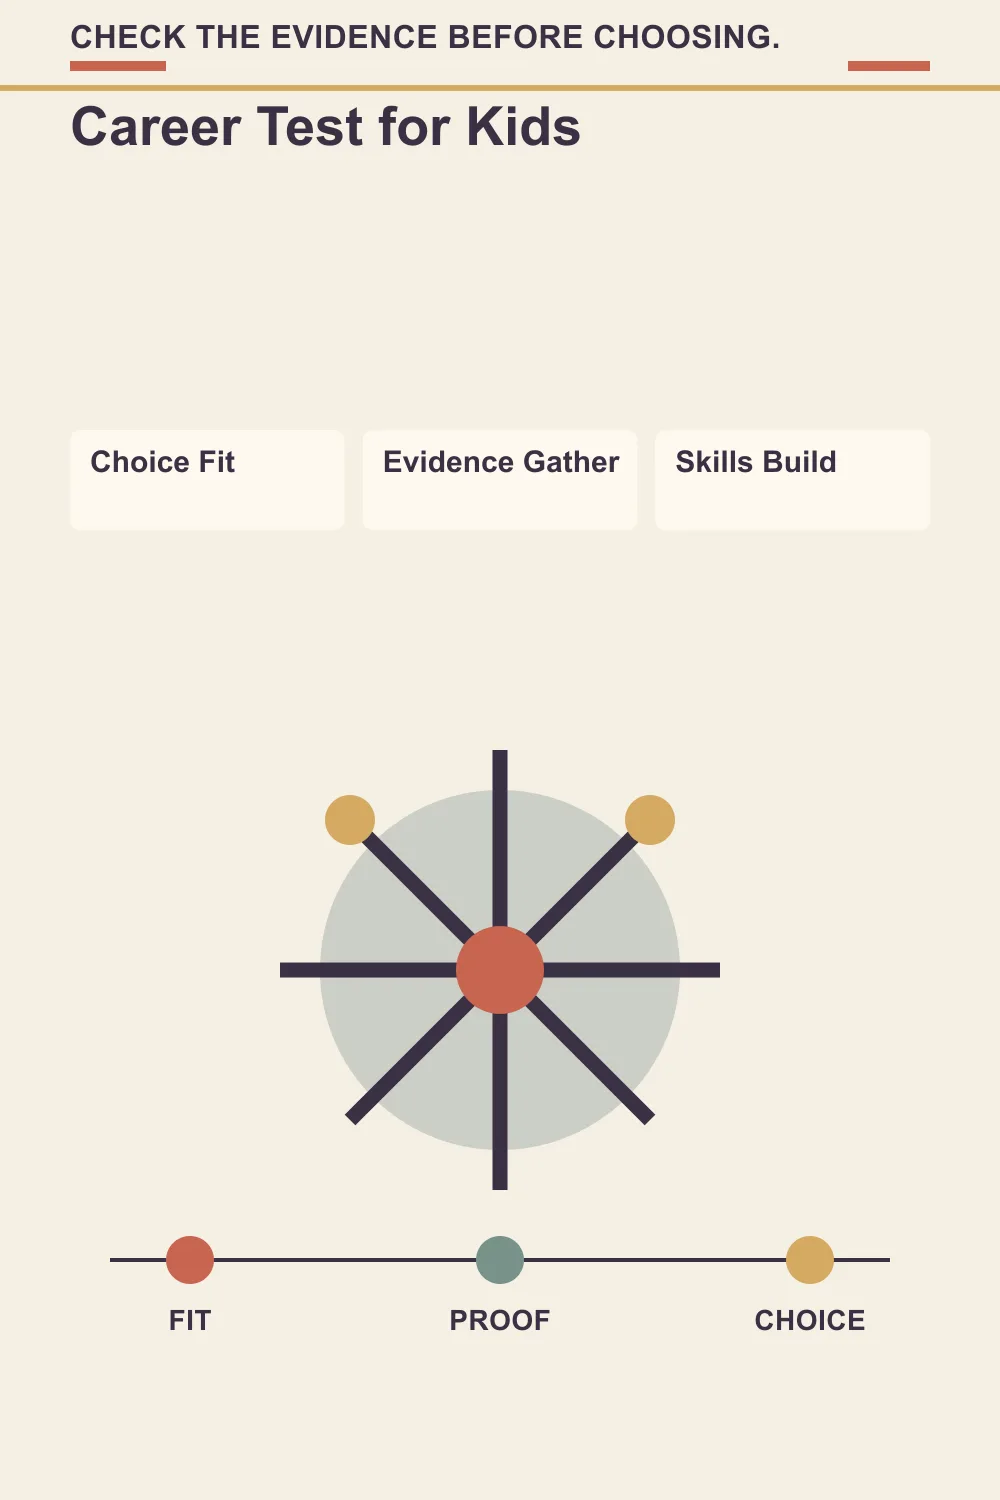 CHECK THE EVIDENCE BEFORE CHOOSING.
Career Test for Kids
Choice Fit
Evidence Gather
Skills Build
FIT
PROOF
CHOICE